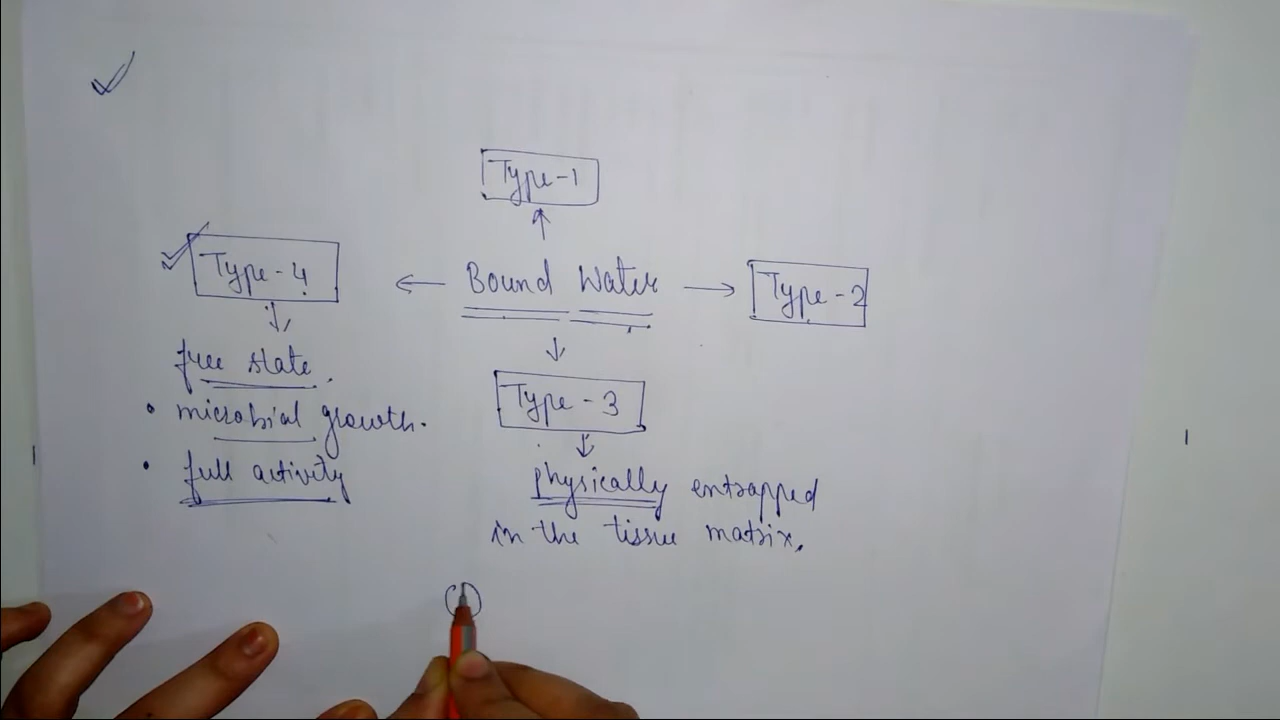 Type-1
Type-4
Bound Water
Type-2
free state.
Type-3
• microbial growth.
• full activity
physically entrapped
in the tissue matrix.